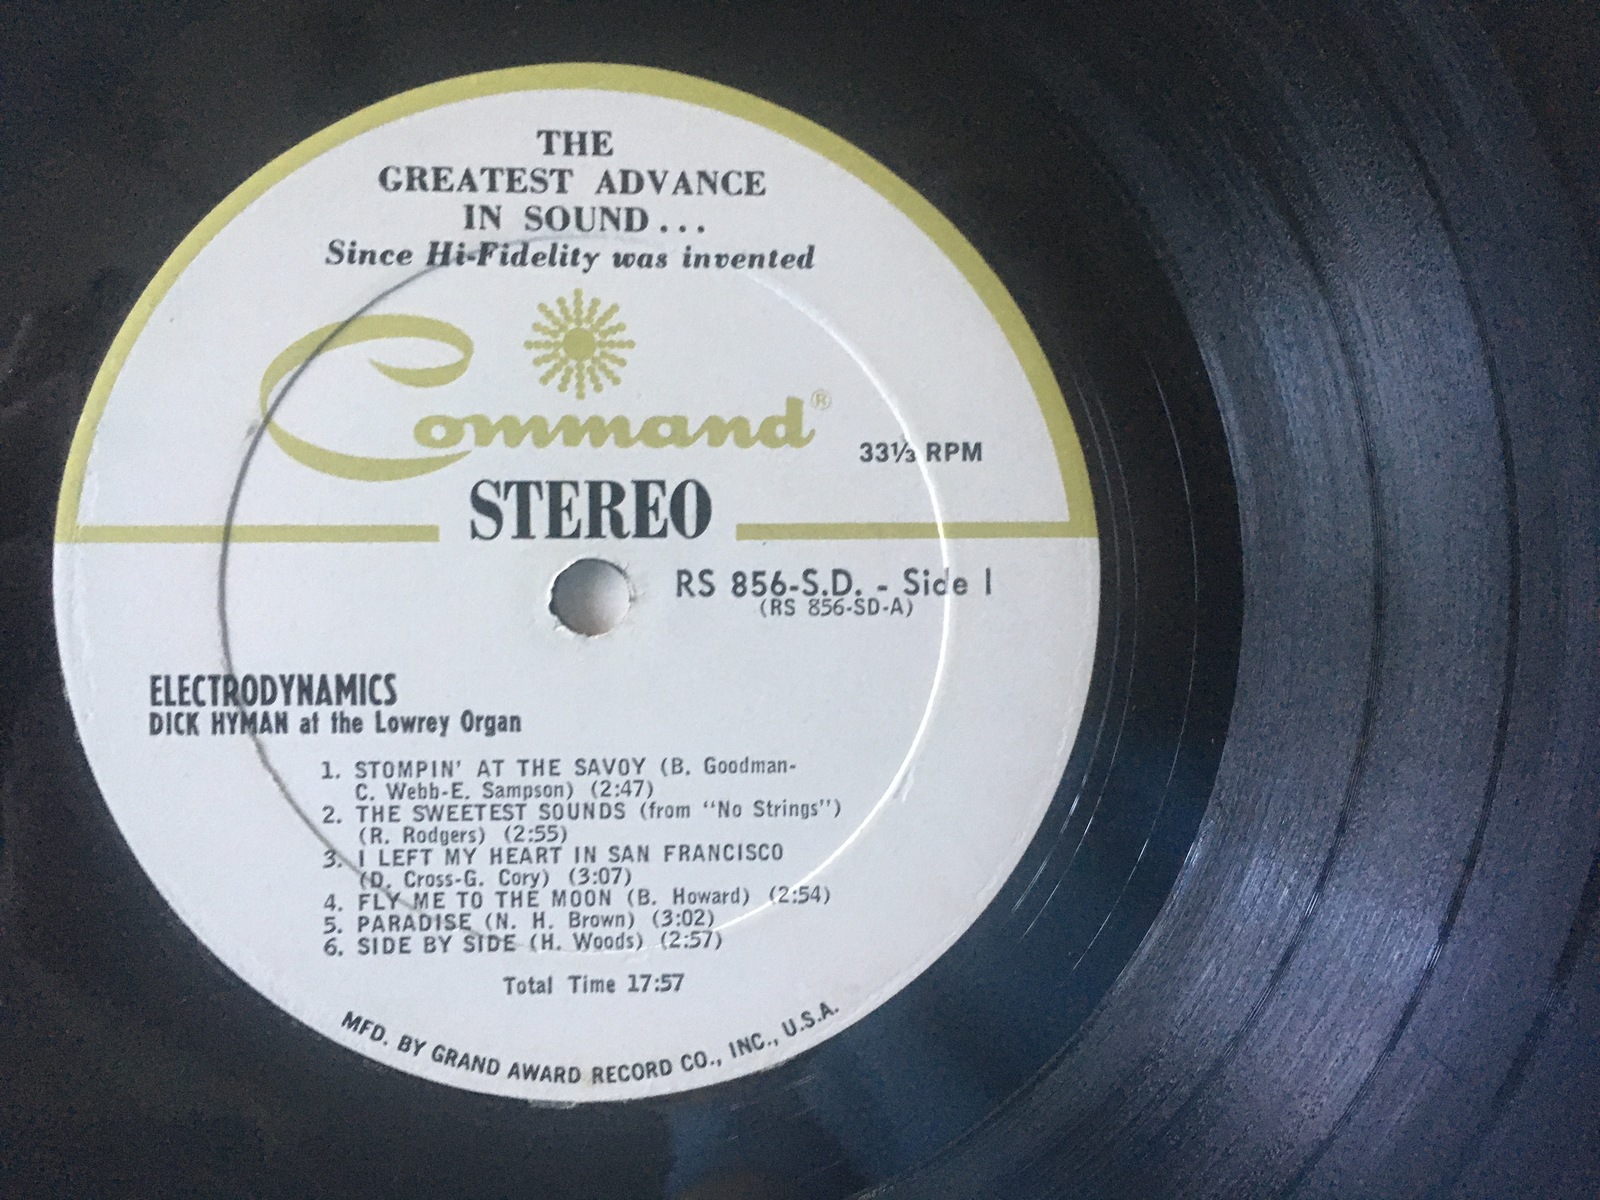 THE
GREATEST ADVANCE
IN SOUND...
Since Hi-Fidelity was invented
Command®
33⅓ RPM
STEREO
RS 856-S.D. - Side 1
(RS 856-SD-A)
ELECTRODYNAMICS
DICK HYMAN at the Lowrey Organ
1. STOMPIN' AT THE SAVOY (B. Goodman-
C. Webb-E. Sampson) (2:47)
2. THE SWEETEST SOUNDS (from "No Strings")
(R. Rodgers) (2:55)
3. I LEFT MY HEART IN SAN FRANCISCO
(D. Cross-G. Cory) (3:07)
4. FLY ME TO THE MOON (B. Howard) (2:54)
5. PARADISE (N. H. Brown) (3:02)
6. SIDE BY SIDE (H. Woods) (2:57)
Total Time 17:57
MFD. BY GRAND AWARD RECORD CO., INC., U.S.A.